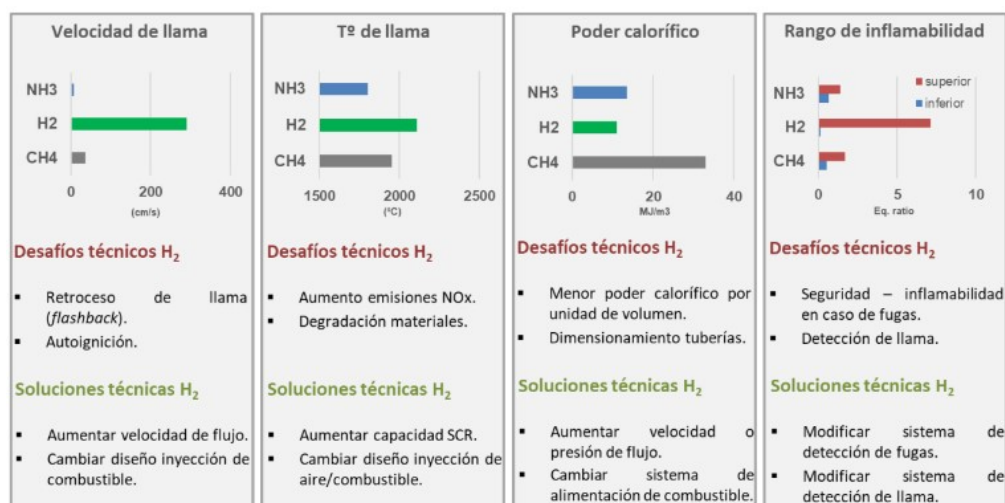 Velocidad de llama
NH3
H2
CH4
0
200
400
(cm/s)
Desafíos técnicos H2
▪ Retroceso de llama
(flashback).
▪ Autoignición.
Soluciones técnicas H2
▪ Aumentar velocidad de flujo.
▪ Cambiar diseño inyección de
combustible.
Tº de llama
NH3
H2
CH4
1500
2000
2500
(°C)
Desafíos técnicos H2
▪ Aumento emisiones NOx.
▪ Degradación materiales.
Soluciones técnicas H2
▪ Aumentar capacidad SCR.
▪ Cambiar diseño inyección de
aire/combustible.
Poder calorífico
NH3
H2
CH4
0
20
40
MJ/m3
Desafíos técnicos H2
▪ Menor poder calorífico por
unidad de volumen.
▪ Dimensionamiento tuberías.
Soluciones técnicas H2
▪ Aumentar velocidad o
presión de flujo.
▪ Cambiar sistema de
alimentación de combustible.
Rango de inflamabilidad
superior
inferior
NH3
H2
CH4
0
5
10
Eq. ratio
Desafíos técnicos H2
▪ Seguridad – inflamabilidad
en caso de fugas.
▪ Detección de llama.
Soluciones técnicas H2
▪ Modificar sistema de
detección de fugas.
▪ Modificar sistema de
detección de llama.